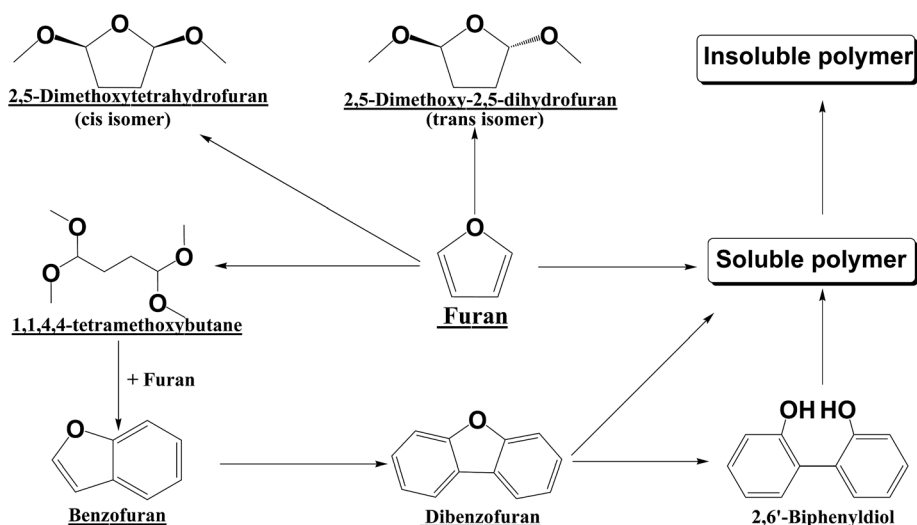 O
O
O
2,5-Dimethoxytetrahydrofuran
(cis isomer)
O
O
O
2,5-Dimethoxy-2,5-dihydrofuran
(trans isomer)
Insoluble polymer
O
O
O
O
1,1,4,4-tetramethoxybutane
O
Furan
Soluble polymer
+ Furan
O
Benzofuran
O
Dibenzofuran
OH HO
2,6'-Biphenyldiol